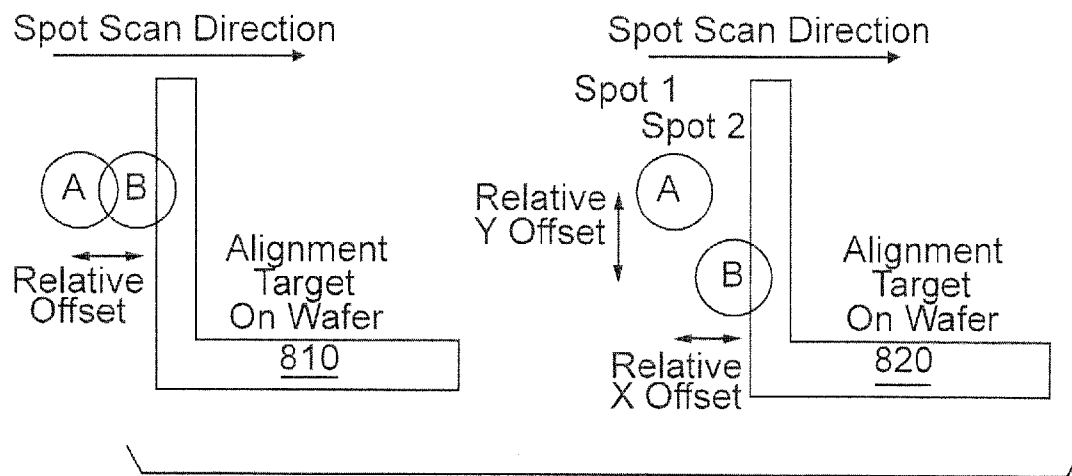 Spot Scan Direction
A
B
Relative
Offset
Alignment
Target
On Wafer
810
Spot Scan Direction
Spot 1
Spot 2
A
Relative
Y Offset
B
Relative
X Offset
Alignment
Target
On Wafer
820